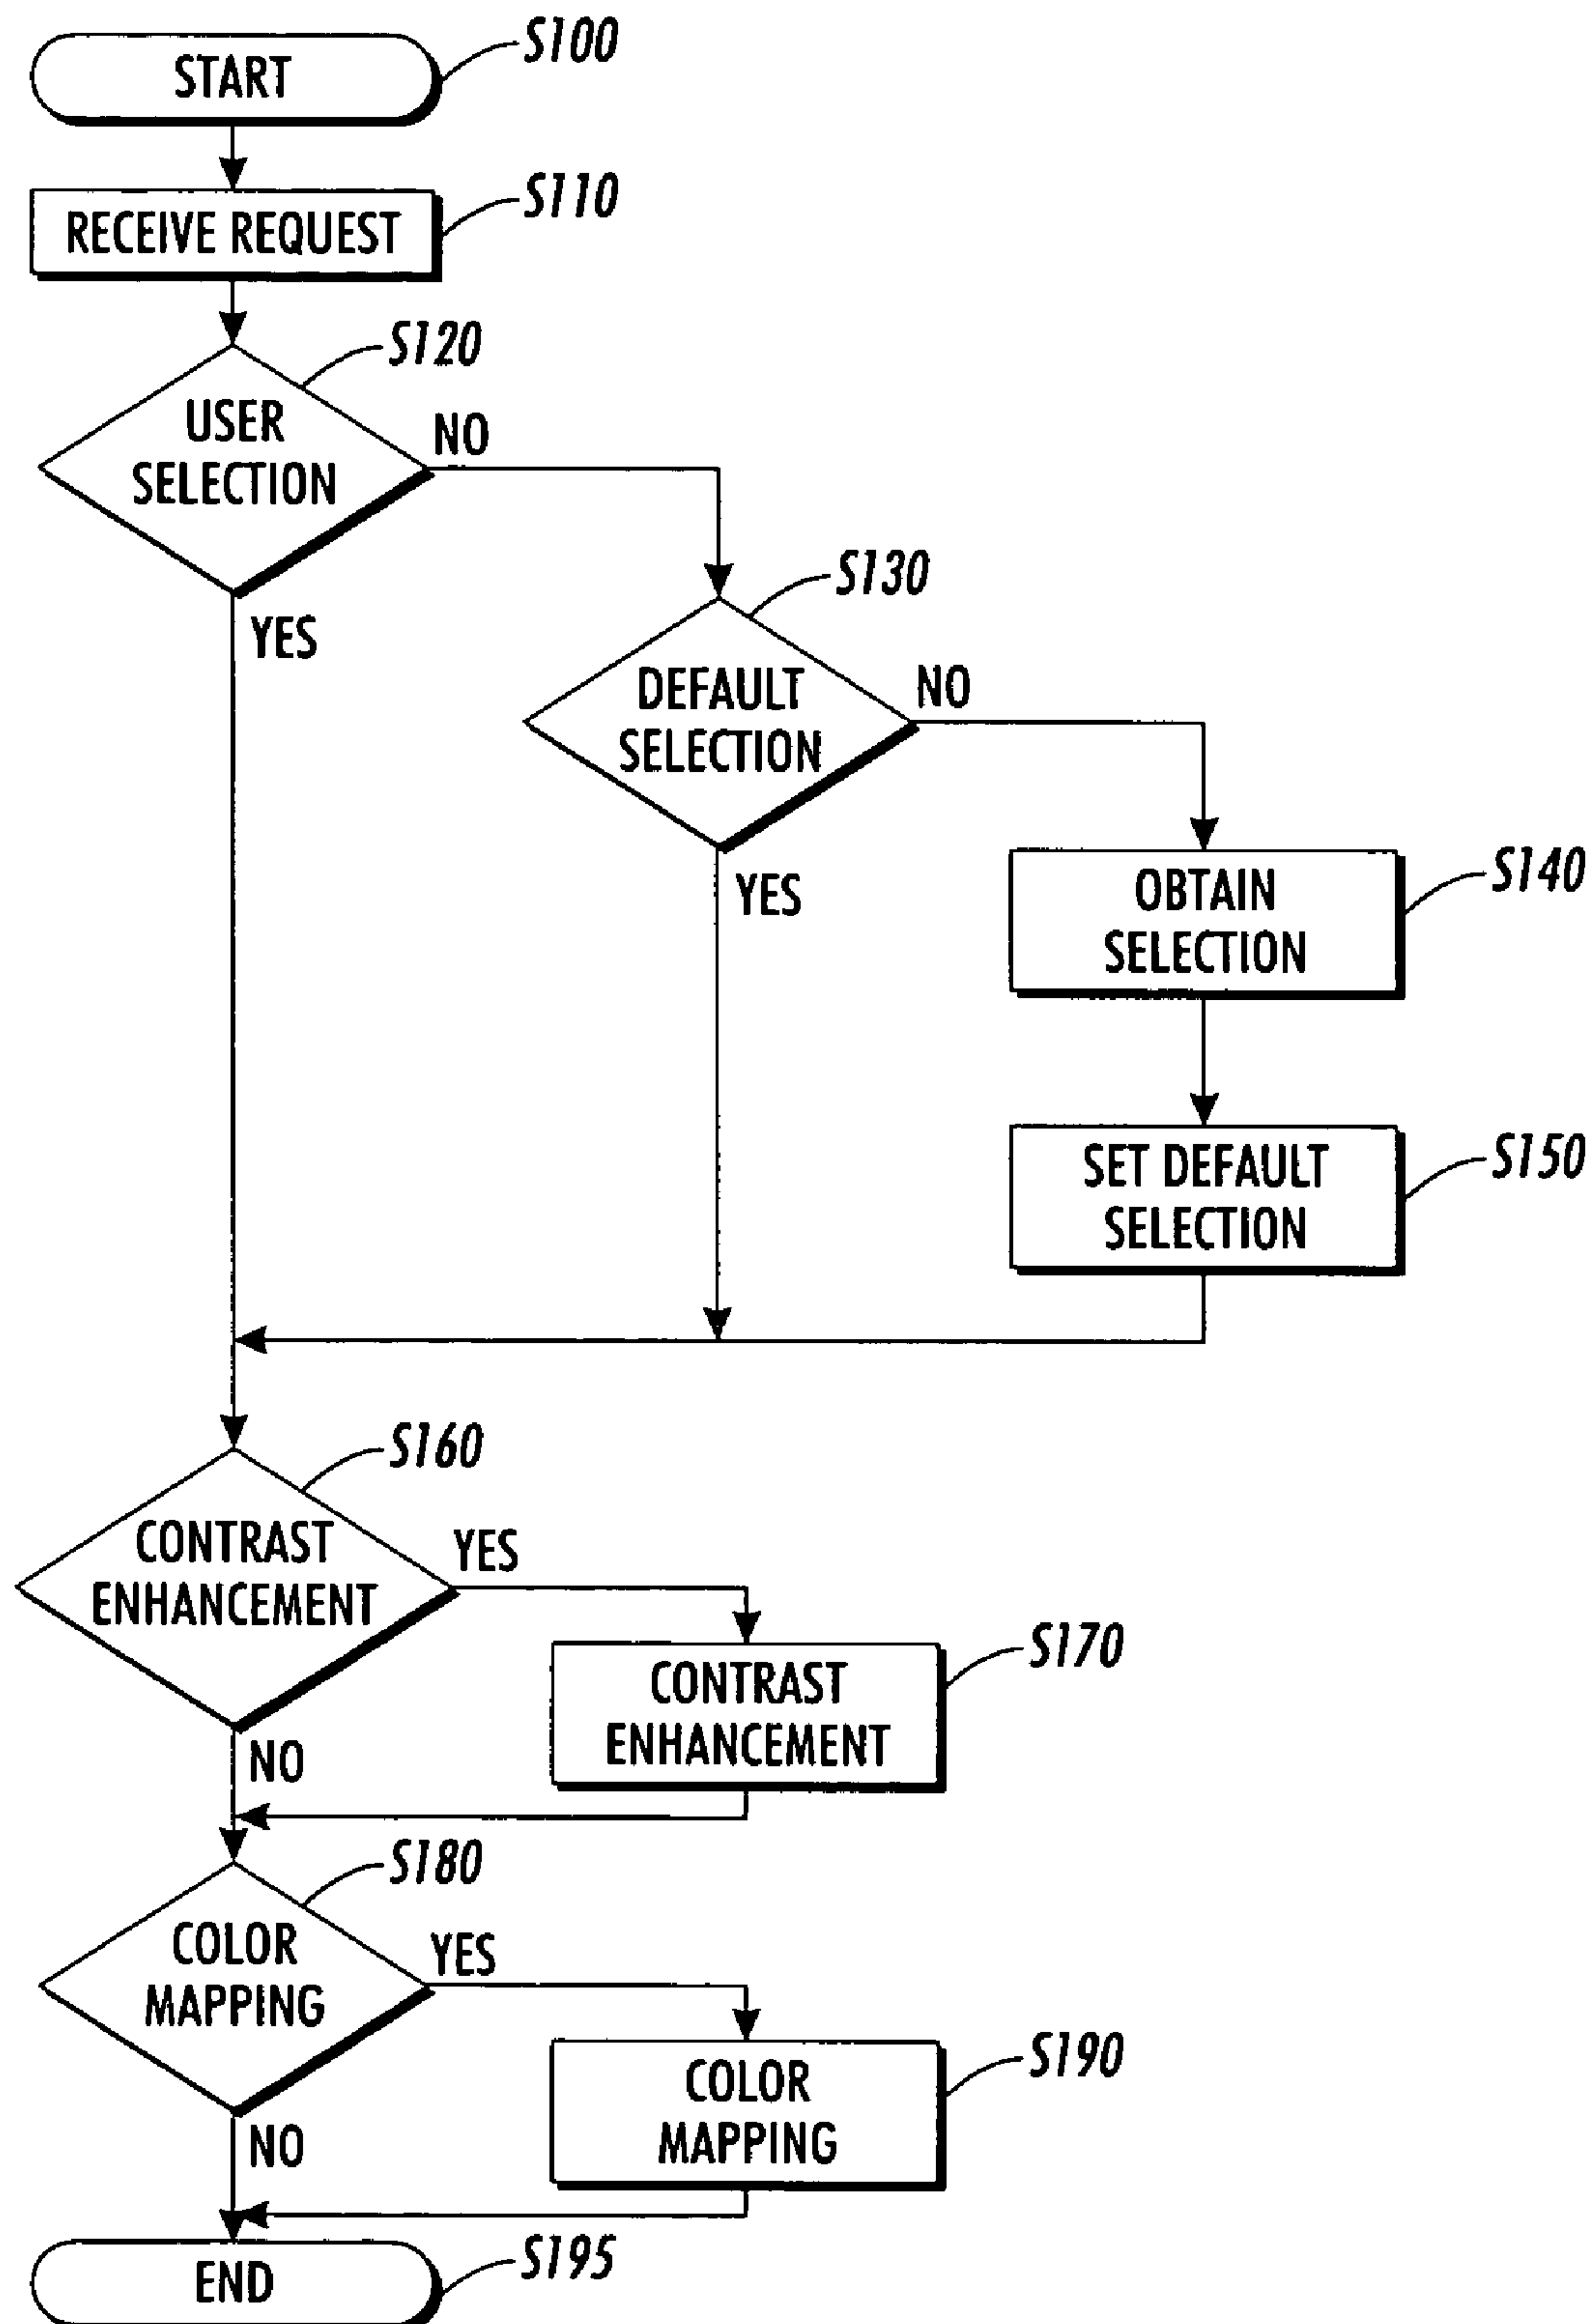 START
S100
RECEIVE REQUEST
S110
S120
USER
SELECTION
NO
YES
S130
DEFAULT
SELECTION
NO
YES
OBTAIN
SELECTION
S140
SET DEFAULT
SELECTION
S150
S160
CONTRAST
ENHANCEMENT
YES
NO
CONTRAST
ENHANCEMENT
S170
S180
COLOR
MAPPING
YES
NO
COLOR
MAPPING
S190
END
S195